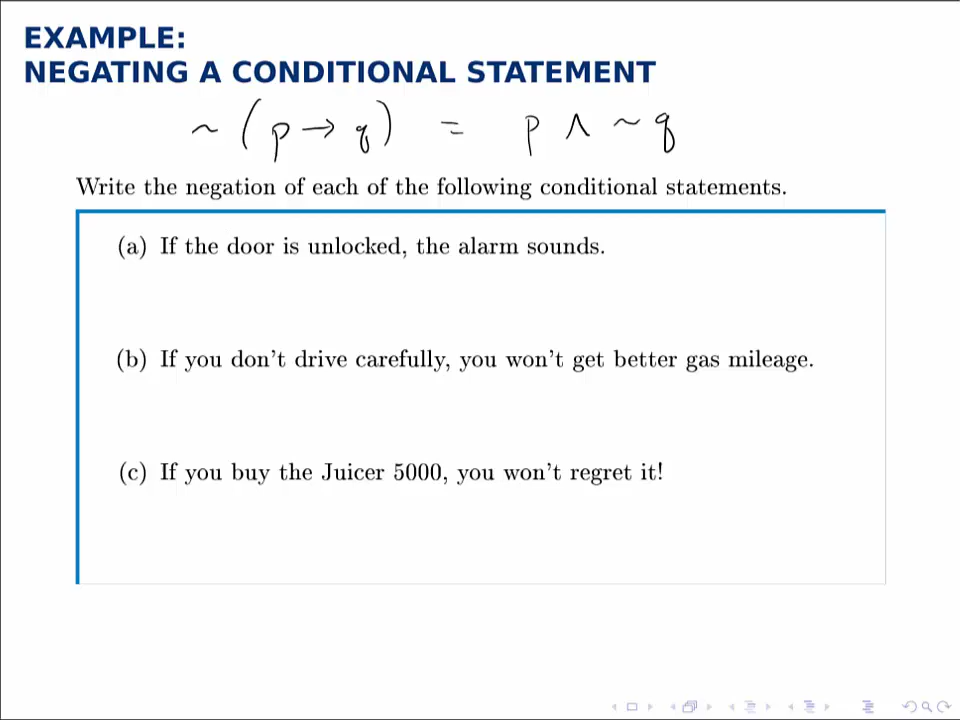 EXAMPLE:
NEGATING A CONDITIONAL STATEMENT
~ (p → q) = p ∧ ~ q
Write the negation of each of the following conditional statements.
(a) If the door is unlocked, the alarm sounds.
(b) If you don't drive carefully, you won't get better gas mileage.
(c) If you buy the Juicer 5000, you won't regret it!